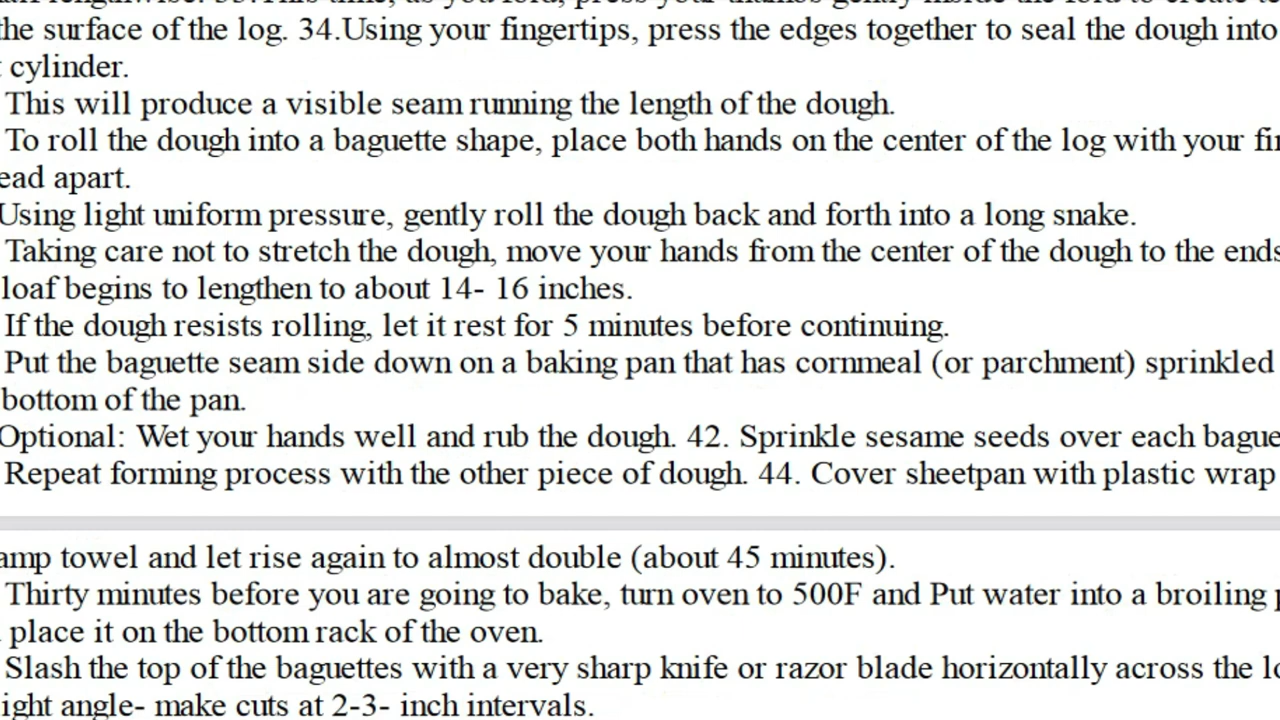 the surface of the log. 34.Using your fingertips, press the edges together to seal the dough into
cylinder.
This will produce a visible seam running the length of the dough.
To roll the dough into a baguette shape, place both hands on the center of the log with your
apart.
Using light uniform pressure, gently roll the dough back and forth into a long snake.
Taking care not to stretch the dough, move your hands from the center of the dough to the ends
loaf begins to lengthen to about 14- 16 inches.
If the dough resists rolling, let it rest for 5 minutes before continuing.
Put the baguette seam side down on a baking pan that has cornmeal (or parchment) sprinkled
bottom of the pan.
Optional: Wet your hands well and rub the dough. 42. Sprinkle sesame seeds over each
Repeat forming process with the other piece of dough. 44. Cover sheetpan with plastic wrap
towel and let rise again to almost double (about 45 minutes).
Thirty minutes before you are going to bake, turn oven to 500F and Put water into a broiling
place it on the bottom rack of the oven.
Slash the top of the baguettes with a very sharp knife or razor blade horizontally across the
angle- make cuts at 2-3- inch intervals.